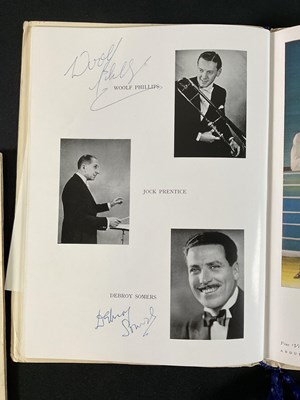 Woolf
Phillips
WOOLF PHILLIPS
JOCK PRENTICE
DEBROY SOMERS
Debroy
Somers